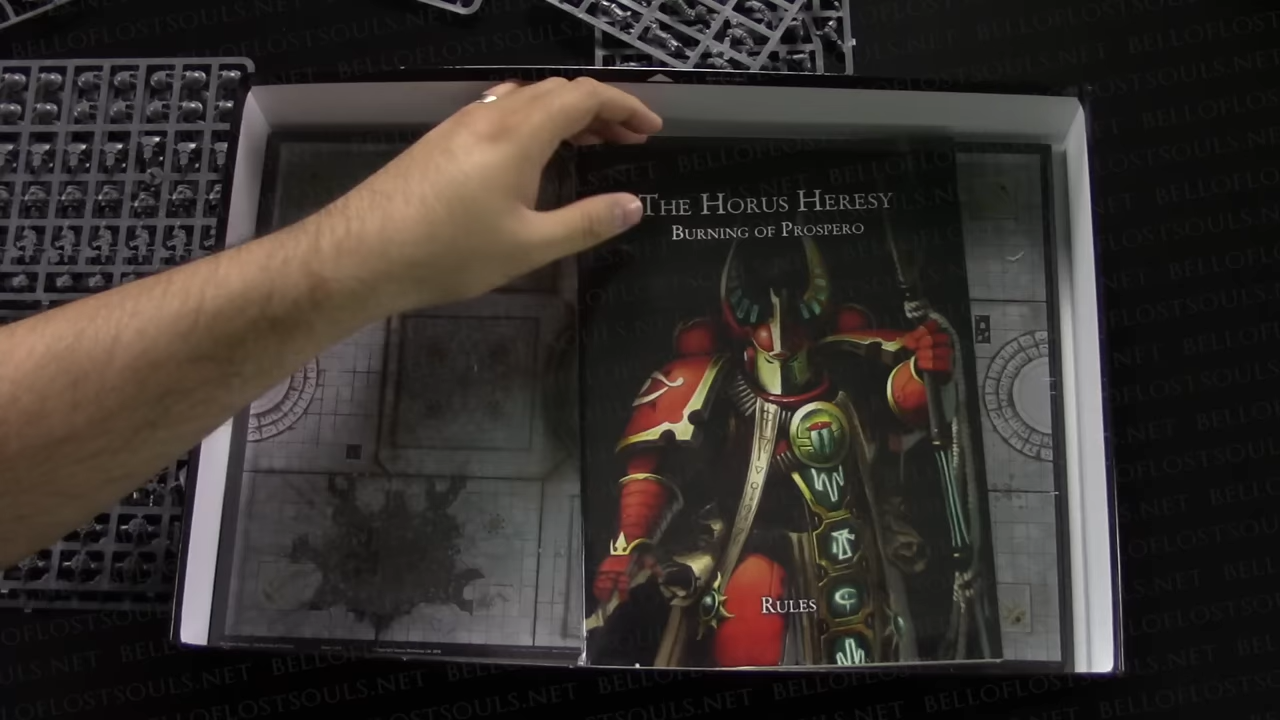 THE HORUS HERESY
BURNING OF PROSPERO
RULES
BELLOFLOSTSOULS.NET